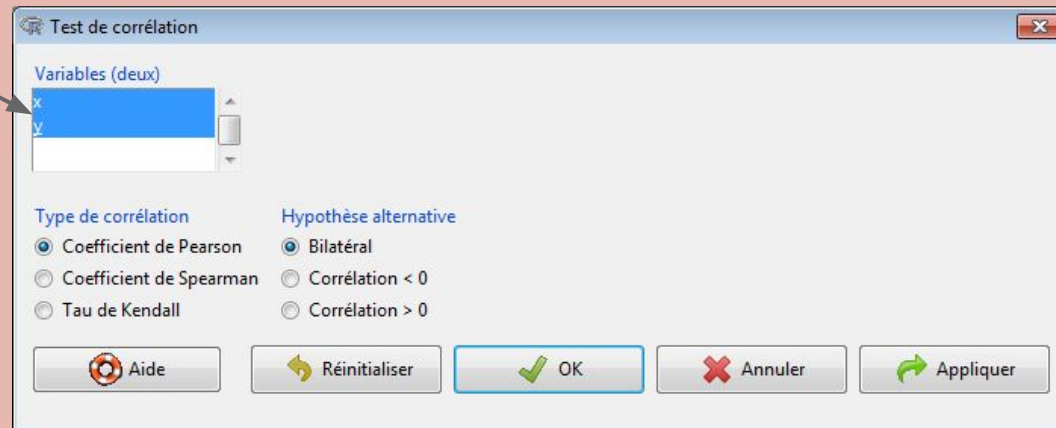 Test de corrélation
Variables (deux)
x
y
Type de corrélation
Hypothèse alternative
Coefficient de Pearson
Bilatéral
Coefficient de Spearman
Corrélation < 0
Tau de Kendall
Corrélation > 0
Aide
Réinitialiser
OK
Annuler
Appliquer